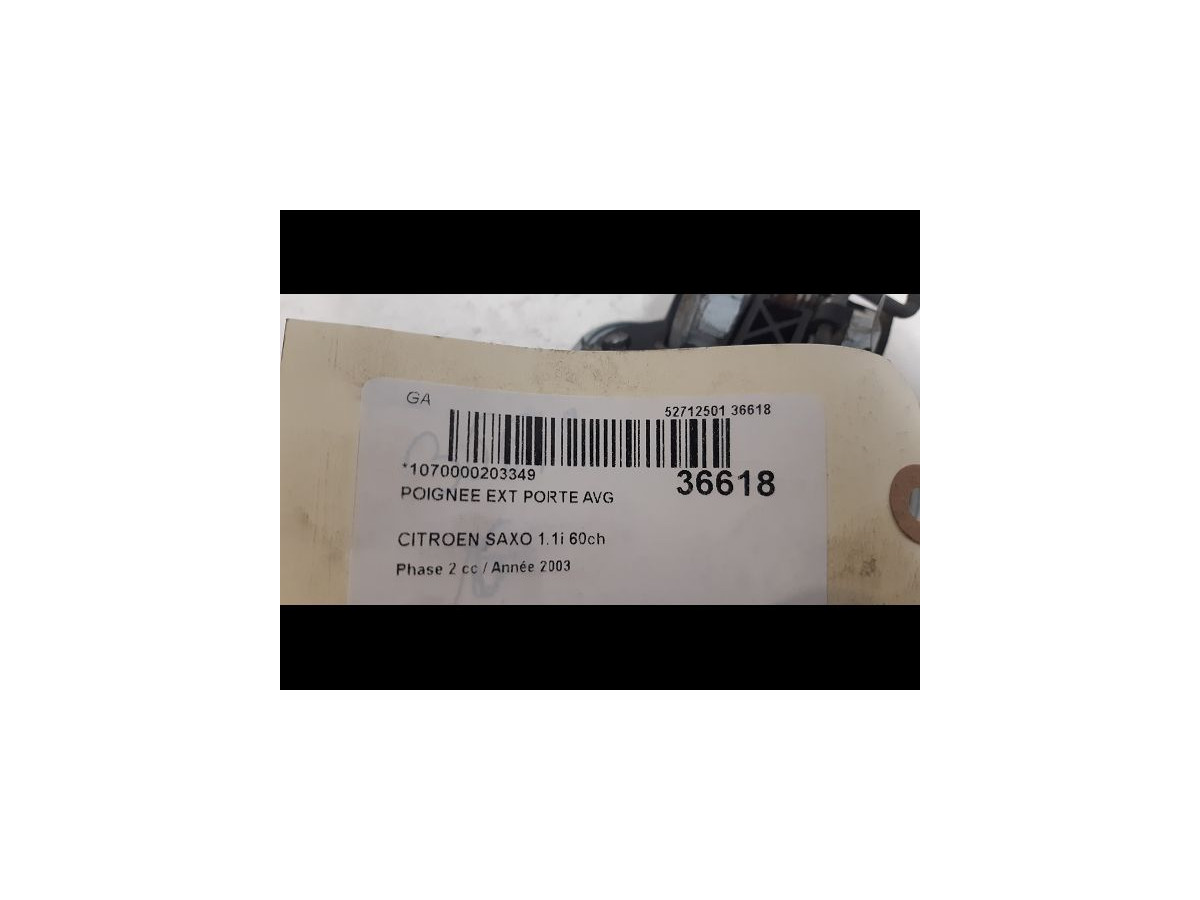 GA
52712501 36618
*1070000203349
36618
POIGNEE EXT PORTE AVG
CITROEN SAXO 1.1i 60ch
Phase 2 cc / Année 2003